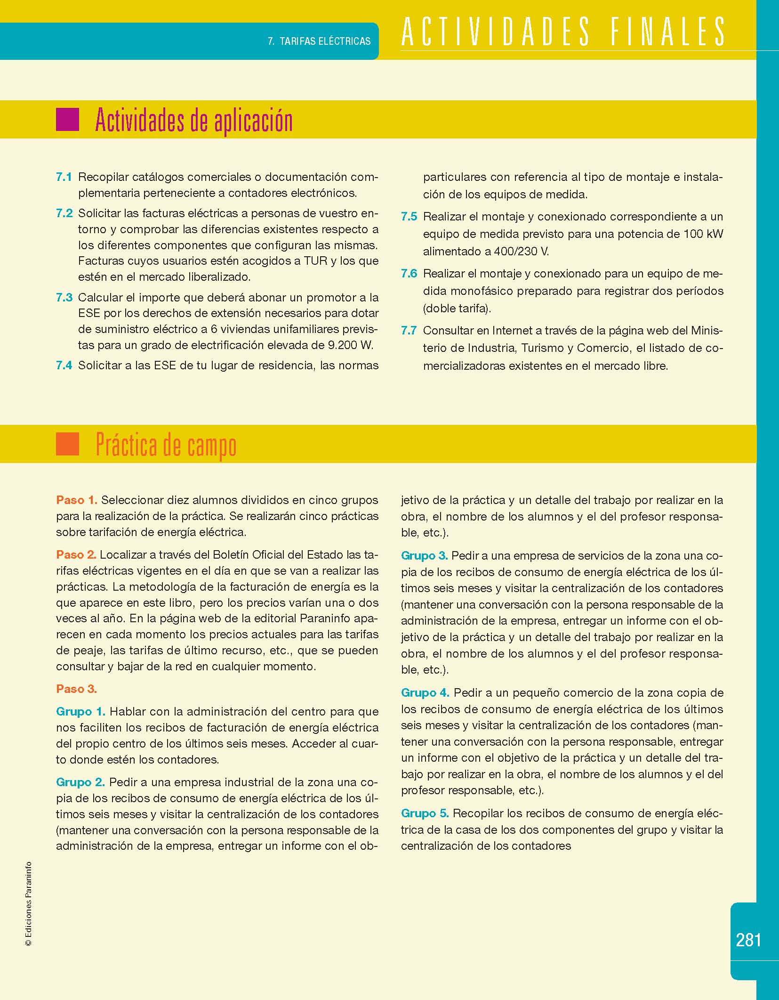 7. TARIFAS ELÉCTRICAS
ACTIVIDADES FINALES
Actividades de aplicación
7.1 Recopilar catálogos comerciales o documentación com-
plementaria perteneciente a contadores electrónicos.
7.2 Solicitar las facturas eléctricas a personas de vuestro en-
torno y comprobar las diferencias existentes respecto a
los diferentes componentes que configuran las mismas.
Facturas cuyos usuarios estén acogidos a TUR y los que
estén en el mercado liberalizado.
7.3 Calcular el importe que deberá abonar un promotor a la
ESE por los derechos de extensión necesarios para dotar
de suministro eléctrico a 6 viviendas unifamiliares previs-
tas para un grado de electrificación elevada de 9.200 W.
7.4 Solicitar a las ESE de tu lugar de residencia, las normas
particulares con referencia al tipo de montaje e instala-
ción de los equipos de medida.
7.5 Realizar el montaje y conexionado correspondiente a un
equipo de medida previsto para una potencia de 100 kW
alimentado a 400/230 V.
7.6 Realizar el montaje y conexionado para un equipo de me-
dida monofásico preparado para registrar dos períodos
(doble tarifa).
7.7 Consultar en Internet a través de la página web del Minis-
terio de Industria, Turismo y Comercio, el listado de co-
mercializadoras existentes en el mercado libre.
Práctica de campo
Paso 1. Seleccionar diez alumnos divididos en cinco grupos
para la realización de la práctica. Se realizarán cinco prácticas
sobre tarifación de energía eléctrica.
Paso 2. Localizar a través del Boletín Oficial del Estado las ta-
rifas eléctricas vigentes en el día en que se van a realizar las
prácticas. La metodología de la facturación de energía es la
que aparece en este libro, pero los precios varían una o dos
veces al año. En la página web de la editorial Paraninfo apa-
recen en cada momento los precios actuales para las tarifas
de peaje, las tarifas de último recurso, etc., que se pueden
consultar y bajar de la red en cualquier momento.
Paso 3.
Grupo 1. Hablar con la administración del centro para que
nos faciliten los recibos de facturación de energía eléctrica
del propio centro de los últimos seis meses. Acceder al cuar-
to donde estén los contadores.
Grupo 2. Pedir a una empresa industrial de la zona una co-
pia de los recibos de consumo de energía eléctrica de los úl-
timos seis meses y visitar la centralización de los contadores
(mantener una conversación con la persona responsable de la
administración de la empresa, entregar un informe con el ob-
jetivo de la práctica y un detalle del trabajo por realizar en la
obra, el nombre de los alumnos y el del profesor responsa-
ble, etc.).
Grupo 3. Pedir a una empresa de servicios de la zona una co-
pia de los recibos de consumo de energía eléctrica de los úl-
timos seis meses y visitar la centralización de los contadores
(mantener una conversación con la persona responsable de la
administración de la empresa, entregar un informe con el ob-
jetivo de la práctica y un detalle del trabajo por realizar en la
obra, el nombre de los alumnos y el del profesor responsa-
ble, etc.).
Grupo 4. Pedir a un pequeño comercio de la zona copia de
los recibos de consumo de energía eléctrica de los últimos
seis meses y visitar la centralización de los contadores (man-
tener una conversación con la persona responsable, entregar
un informe con el objetivo de la práctica y un detalle del tra-
bajo por realizar en la obra, el nombre de los alumnos y el del
profesor responsable, etc.).
Grupo 5. Recopilar los recibos de consumo de energía eléc-
trica de la casa de los dos componentes del grupo y visitar la
centralización de los contadores
© Ediciones Paraninfo
281